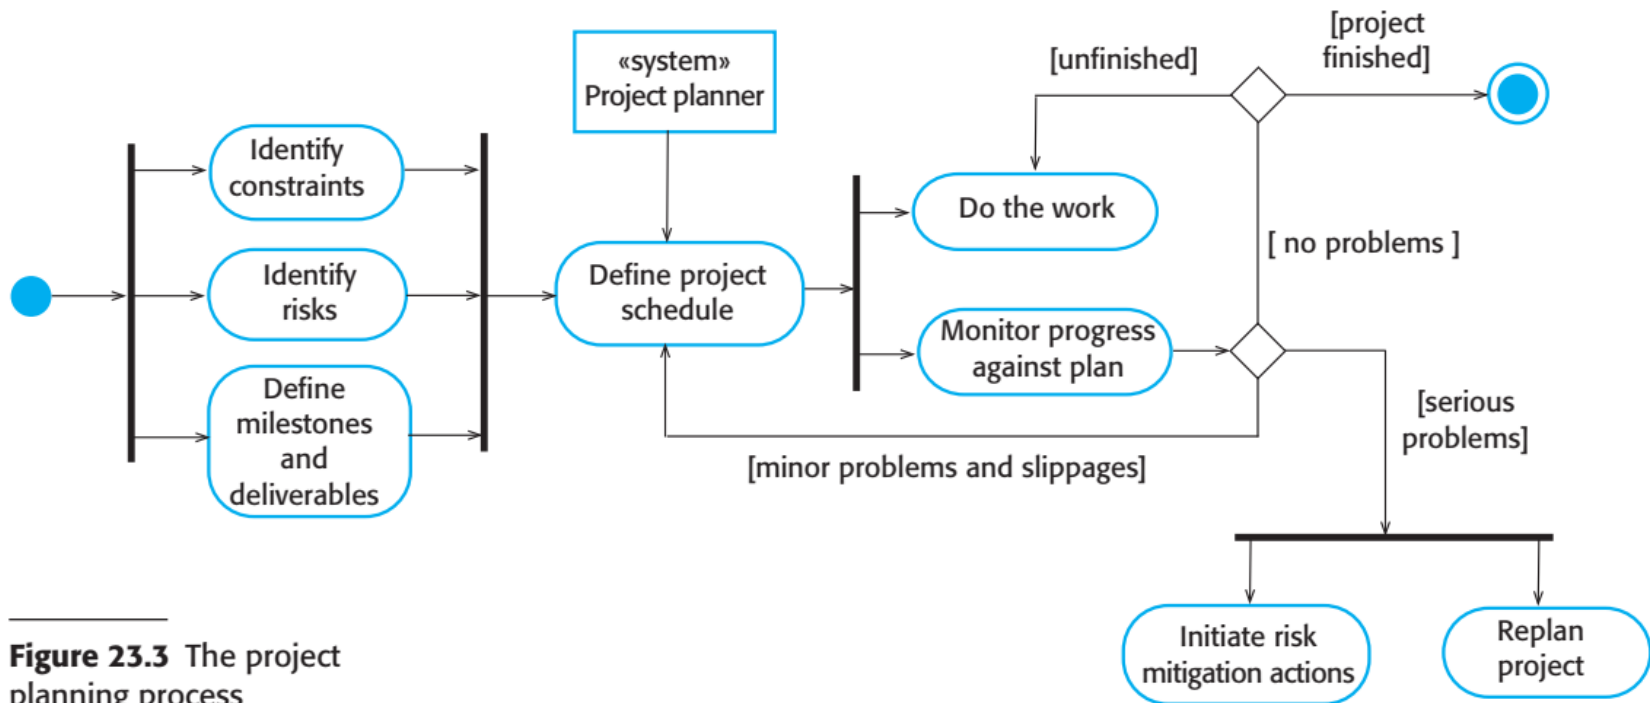 [project
finished]
[unfinished]
«system»
Project planner
Identify
constraints
Do the work
[ no problems ]
Identify
risks
Define project
schedule
Monitor progress
against plan
Define
milestones
and
deliverables
[serious
problems]
[minor problems and slippages]
Initiate risk
mitigation actions
Replan
project
Figure 23.3 The project
planning process